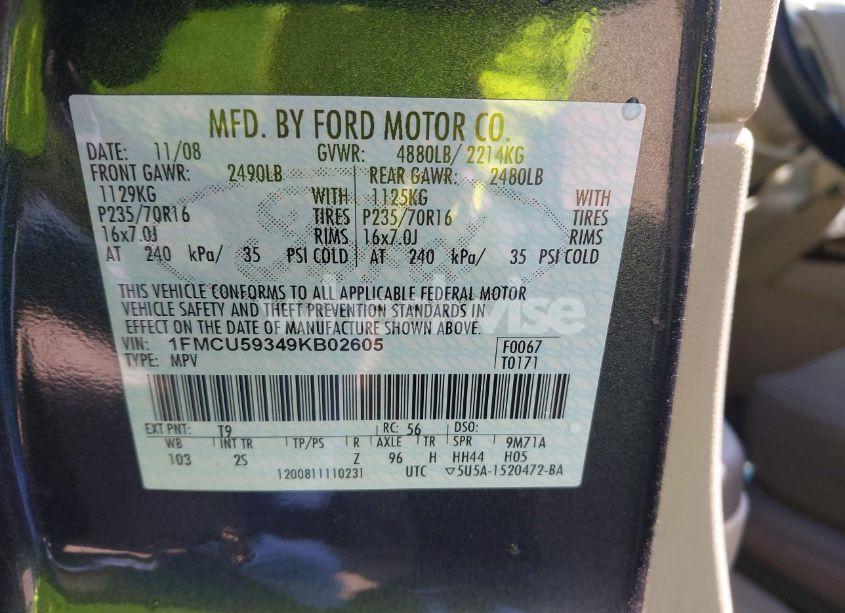 MFD. BY FORD MOTOR CO.
DATE: 11/08 GVWR: 4880LB/ 2214KG
FRONT GAWR: 2490LB REAR GAWR: 2480LB
1129KG WITH 1125KG WITH
P235/70R16 TIRES P235/70R16 TIRES
16x7.0J RIMS 16x7.0J RIMS
AT 240 kPa/ 35 PSI COLD AT 240 kPa/ 35 PSI COLD
THIS VEHICLE CONFORMS TO ALL APPLICABLE FEDERAL MOTOR
VEHICLE SAFETY AND THEFT PREVENTION STANDARDS IN
EFFECT ON THE DATE OF MANUFACTURE SHOWN ABOVE.
VIN: 1FMCU59349KB02605 F0067
TYPE: MPV T0171
EXT PNT: T9 RC: 56 DSO:
WB INT TR TP/PS R AXLE TR SPR 9M71A
103 2S Z 96 H HH44 H05
1200811110231 UTC ▽5U5A-1520472-BA